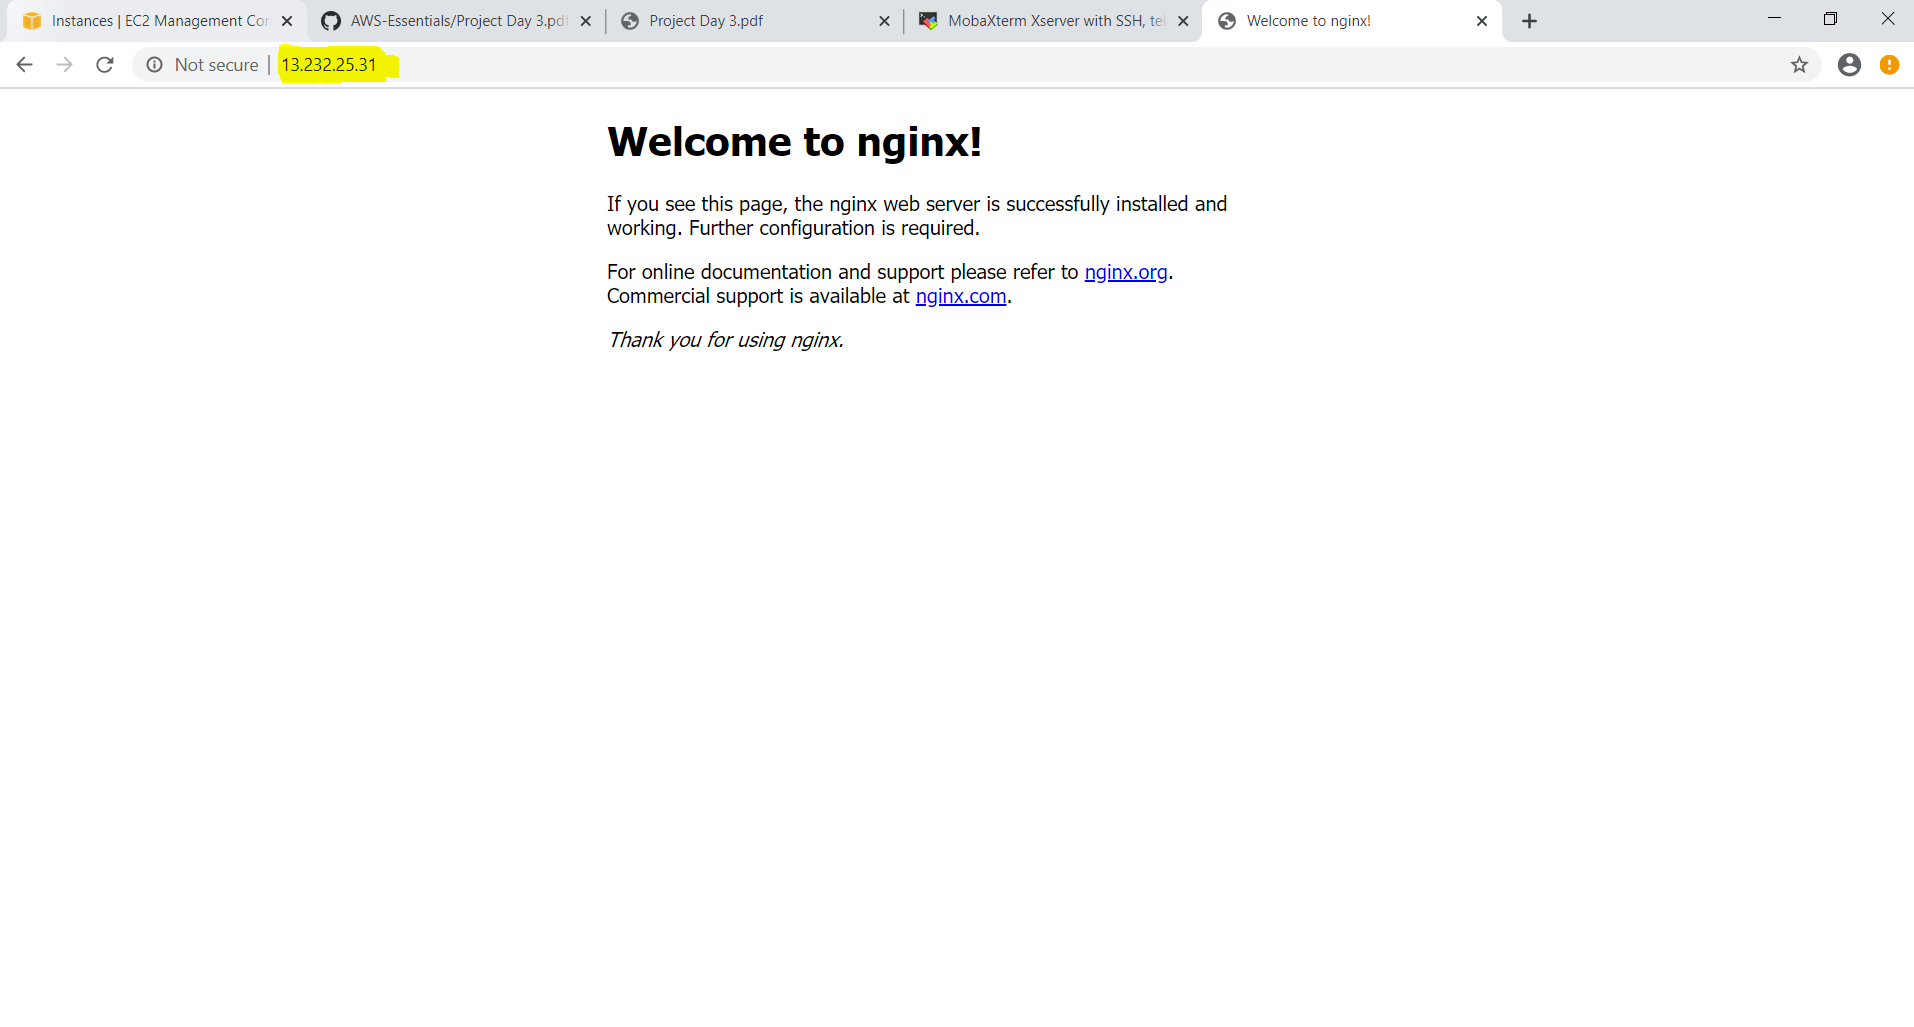 Instances | EC2 Management Con
AWS-Essentials/Project Day 3.pdf
Project Day 3.pdf
MobaXterm Xserver with SSH, tel
Welcome to nginx!
Not secure | 13.232.25.31
Welcome to nginx!
If you see this page, the nginx web server is successfully installed and
working. Further configuration is required.
For online documentation and support please refer to nginx.org.
Commercial support is available at nginx.com.
Thank you for using nginx.